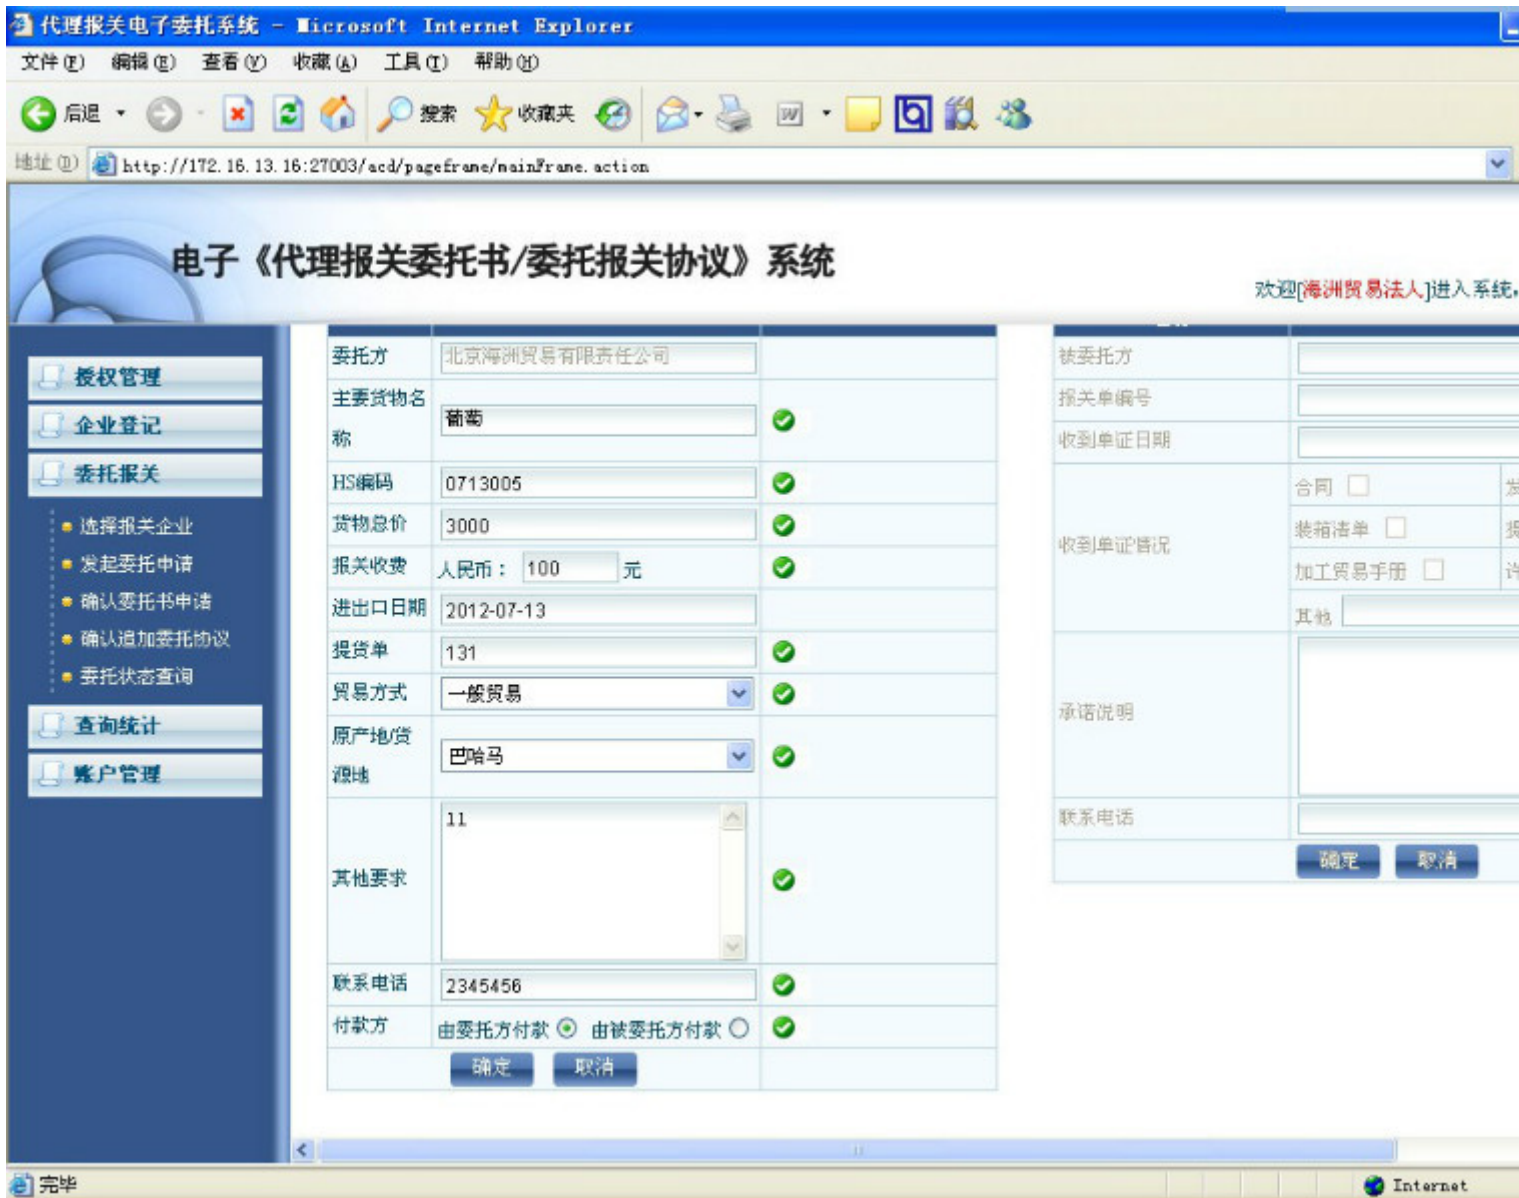 代理报关电子委托系统 - Microsoft Internet Explorer
文件(F) 编辑(E) 查看(V) 收藏(A) 工具(T) 帮助(H)
后退 搜索 收藏夹
地址(D) http://172.16.13.16:27003/acd/pageframe/mainFrame.action
电子《代理报关委托书/委托报关协议》系统
欢迎[海洲贸易法人]进入系统,
授权管理
企业登记
委托报关
选择报关企业
发起委托申请
确认委托书申请
确认追加委托协议
委托状态查询
查询统计
账户管理
委托方 北京海洲贸易有限责任公司
主要货物名
称
葡萄
HS编码 0713005
货物总价 3000
报关收费 人民币: 100 元
进出口日期 2012-07-13
提货单 131
贸易方式 一般贸易
原产地/货
源地
巴哈马
其他要求
11
联系电话 2345456
付款方 由委托方付款 由被委托方付款
确定 取消
被委托方
报关单编号
收到单证日期
收到单证情况
合同 发
装箱清单 提
加工贸易手册 许
其他
承诺说明
联系电话
确定 取消
完毕
Internet